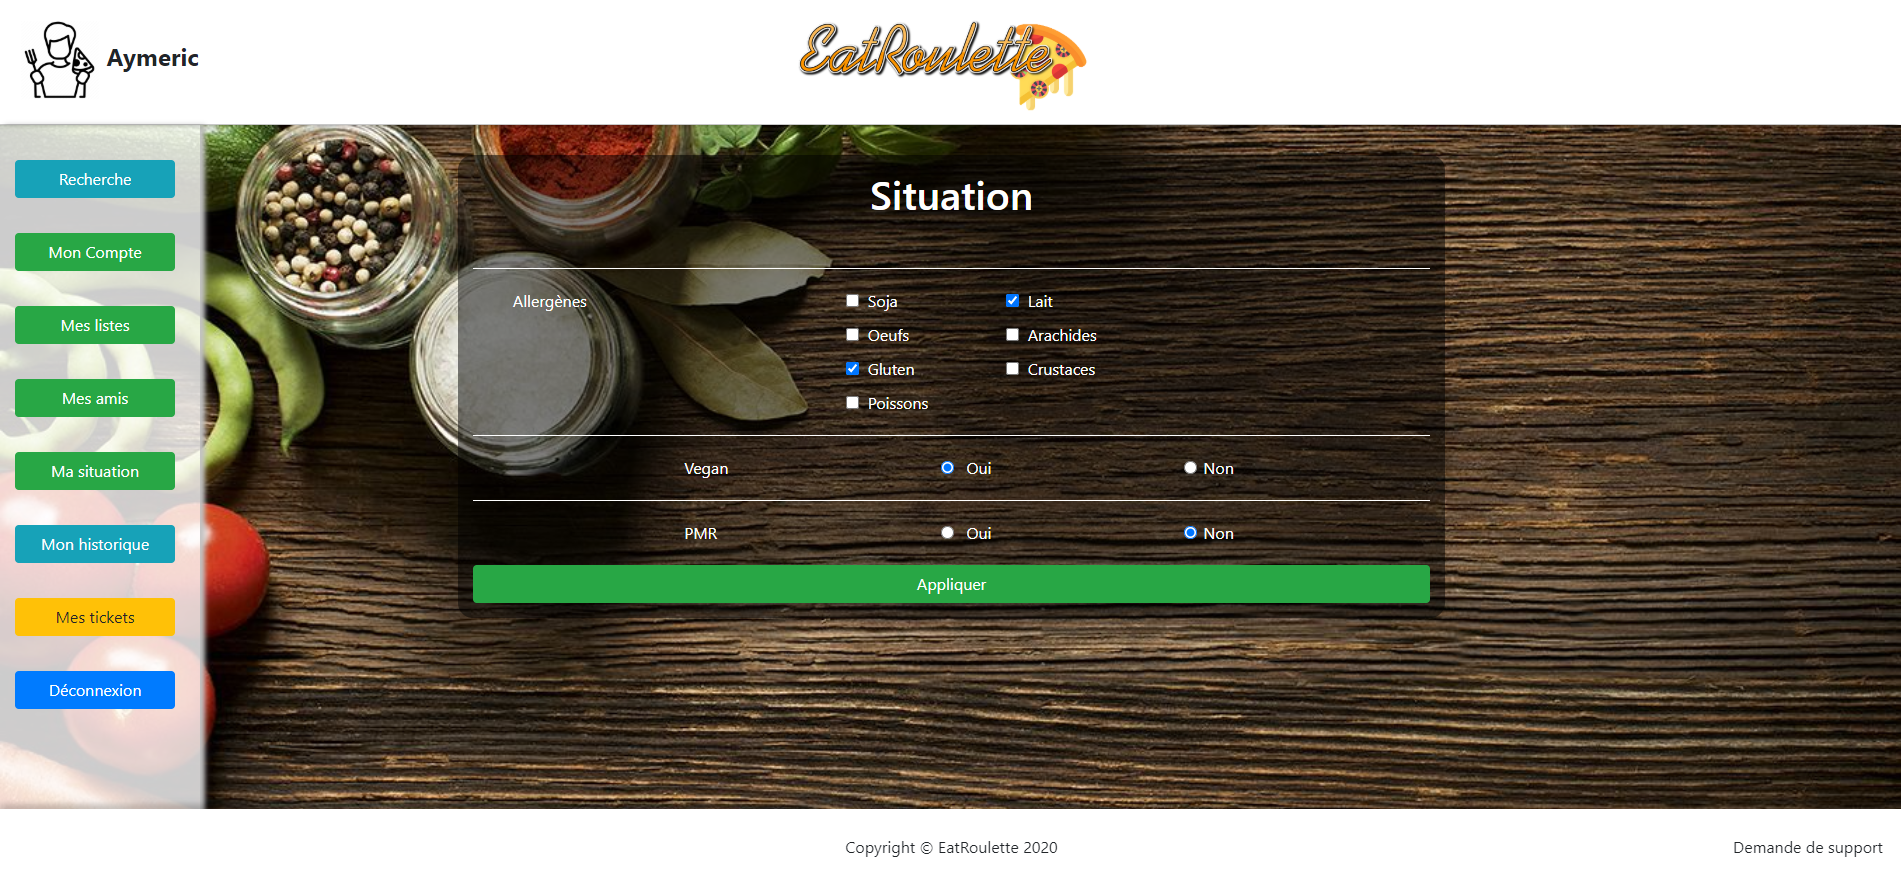 Aymeric
EatRoulette
Recherche
Mon Compte
Mes listes
Mes amis
Ma situation
Mon historique
Mes tickets
Déconnexion
Situation
Allergènes
Soja Lait
Oeufs Arachides
Gluten Crustaces
Poissons
Vegan Oui Non
PMR Oui Non
Appliquer
Copyright © EatRoulette 2020
Demande de support